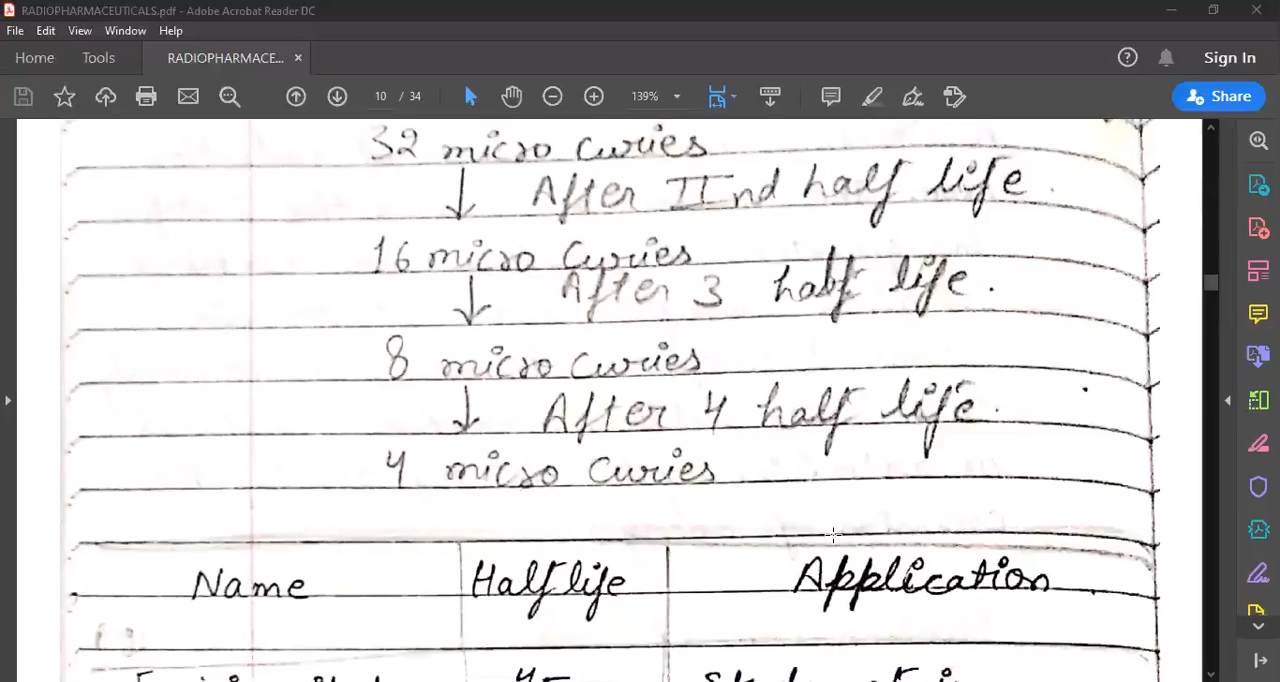 RADIOPHARMACEUTICALS.pdf - Adobe Acrobat Reader DC
File Edit View Window Help
Home Tools RADIOPHARMACE... × Sign In
10 / 34 139% Share
32 micro curies
↓ After IInd half life.
16 micro curies
↓ After 3 half life.
8 micro curies
↓ After 4 half life.
4 micro curies
Name Half life Application